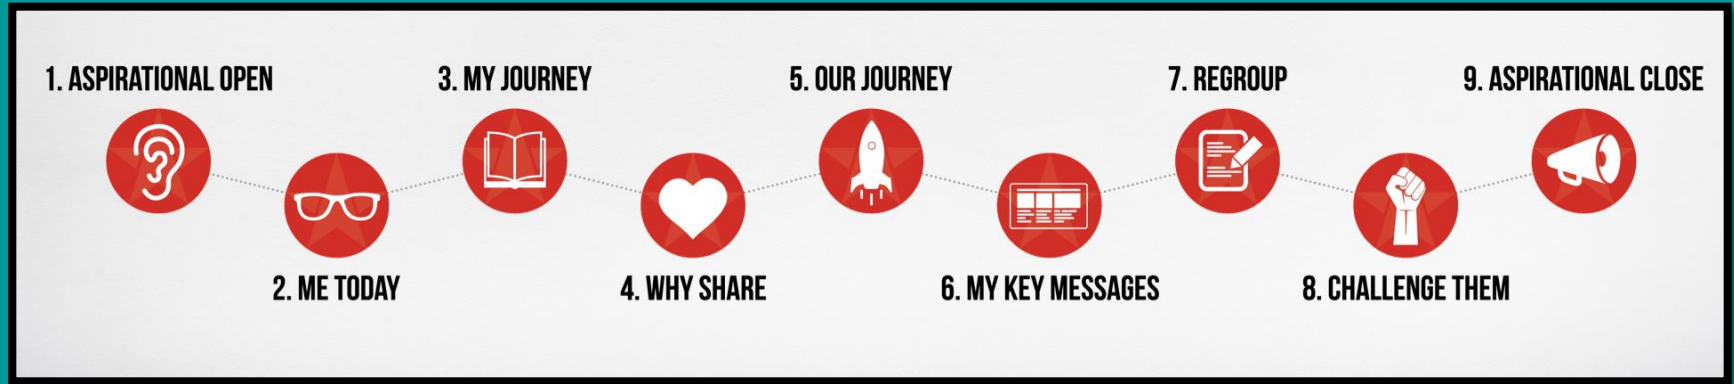 1. ASPIRATIONAL OPEN
2. ME TODAY
3. MY JOURNEY
4. WHY SHARE
5. OUR JOURNEY
6. MY KEY MESSAGES
7. REGROUP
8. CHALLENGE THEM
9. ASPIRATIONAL CLOSE